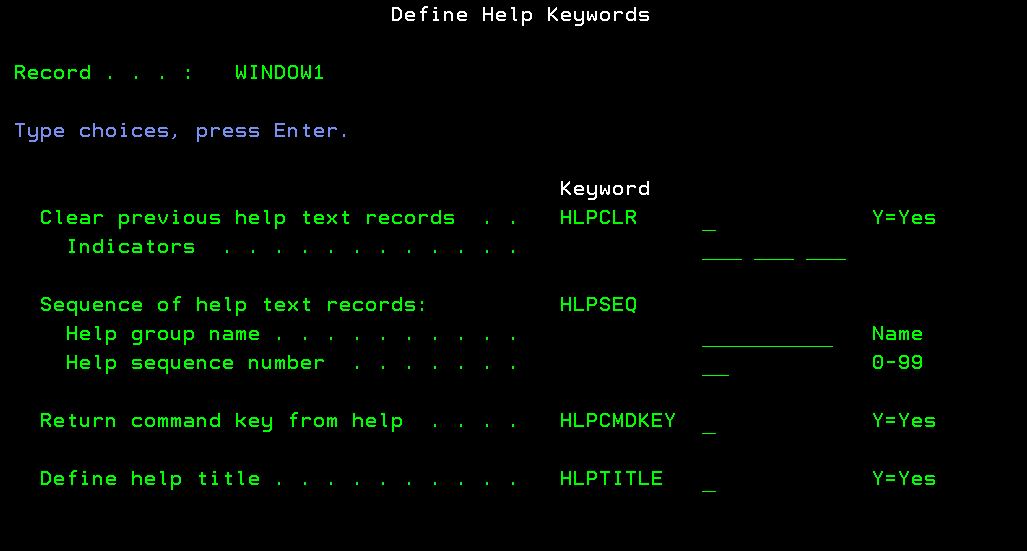 Define Help Keywords
Record . . . :   WINDOW1
Type choices, press Enter.
Keyword
Clear previous help text records  . .   HLPCLR     _            Y=Yes
Indicators  . . . . . . . . . . . .              ___ ___ ___
Sequence of help text records:          HLPSEQ
Help group name . . . . . . . . . .              __________   Name
Help sequence number  . . . . . . .              __           0-99
Return command key from help  . . . .   HLPCMDKEY  _            Y=Yes
Define help title . . . . . . . . . .   HLPTITLE   _            Y=Yes